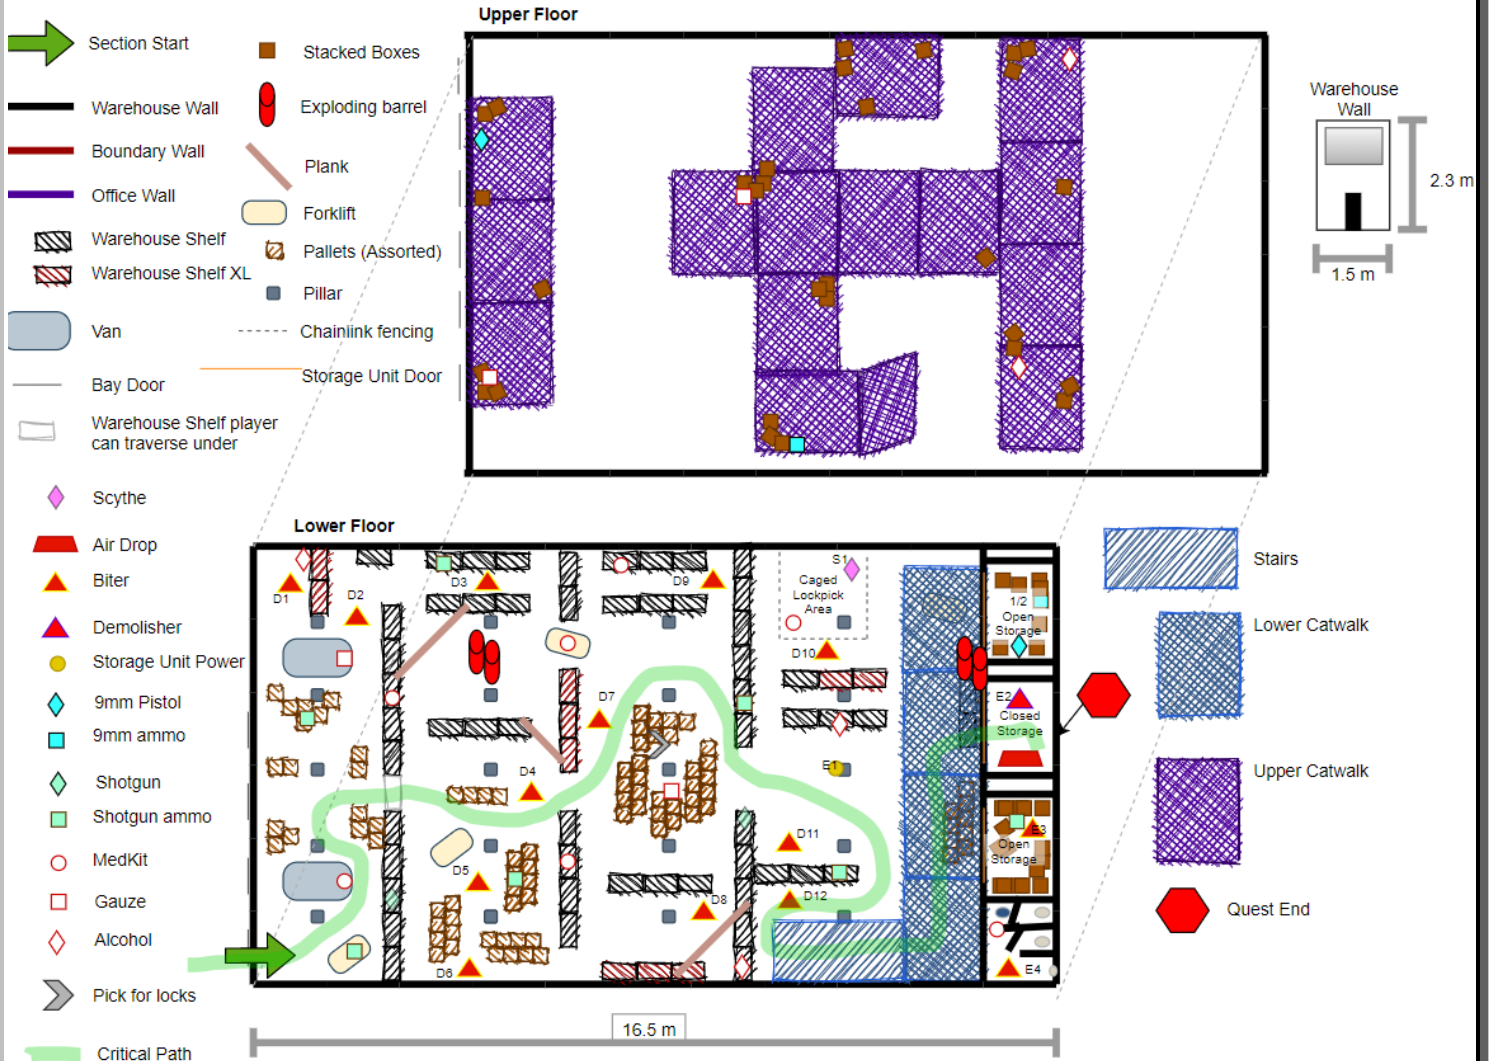 Upper Floor
Section Start
Stacked Boxes
Warehouse Wall
Exploding barrel
Boundary Wall
Plank
Office Wall
Forklift
Warehouse Shelf
Pallets (Assorted)
Warehouse Shelf XL
Pillar
Van
Chainlink fencing
Bay Door
Storage Unit Door
Warehouse Shelf player
can traverse under
Scythe
Air Drop
Biter
Demolisher
Storage Unit Power
9mm Pistol
9mm ammo
Shotgun
Shotgun ammo
MedKit
Gauze
Alcohol
Pick for locks
Critical Path
Warehouse
Wall
2.3 m
1.5 m
Lower Floor
D1
D2
D3
D9
S1
Caged
Lockpick
Area
D10
1/2
Open
Storage
D7
E2
Closed
Storage
D4
E1
D11
E3
Open
Storage
D5
D8
D12
D6
E4
16.5 m
Stairs
Lower Catwalk
Upper Catwalk
Quest End